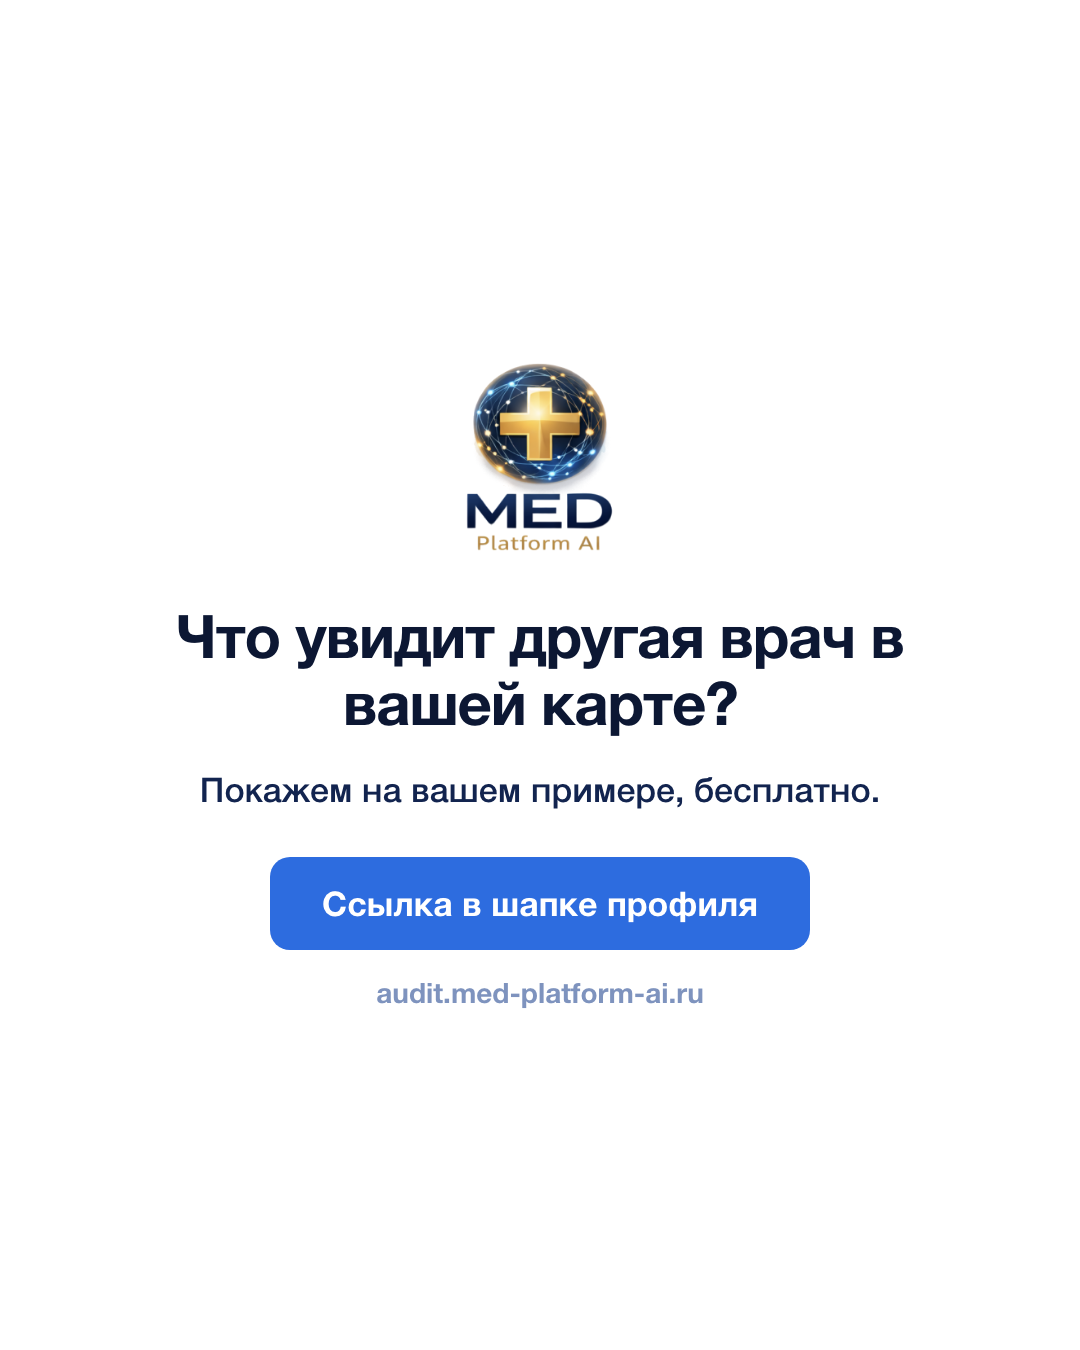 MED
Platform AI
Что увидит другая врач в
вашей карте?
Покажем на вашем примере, бесплатно.
Ссылка в шапке профиля
audit.med-platform-ai.ru